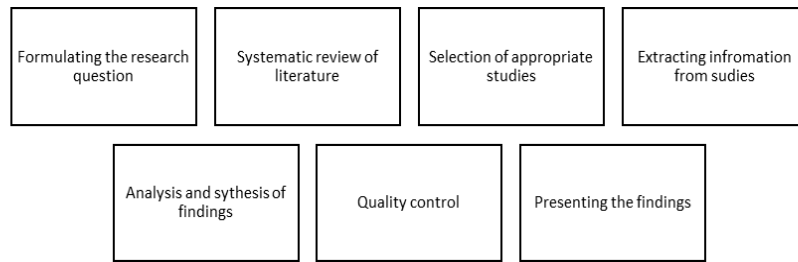 Formulating the research
question
Systematic review of
literature
Selection of appropriate
studies
Extracting infromation
from sudies
Analysis and sythesis of
findings
Quality control
Presenting the findings